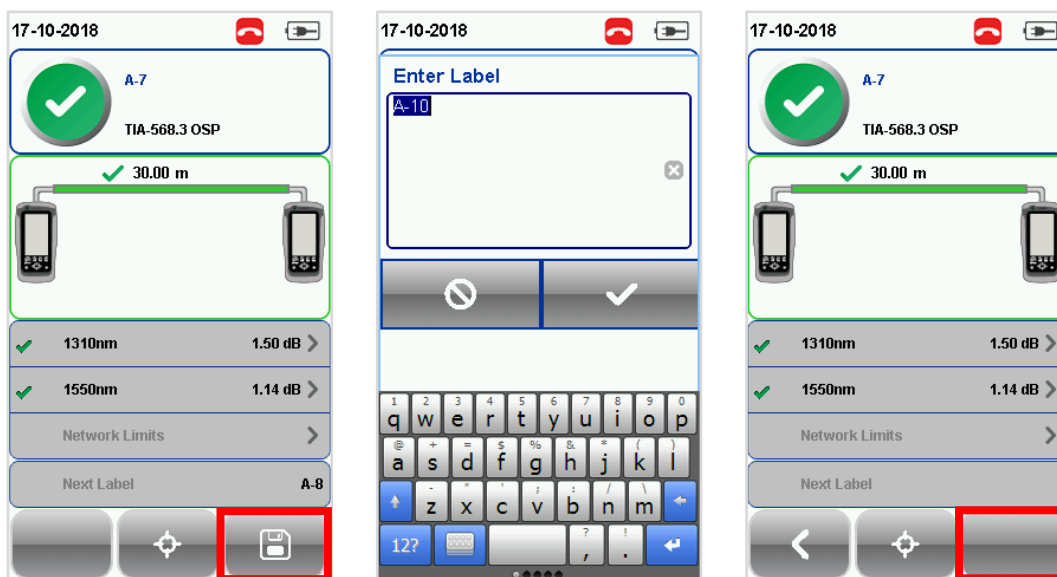 17-10-2018
A-7
TIA-568.3 OSP
30.00 m
1310nm 1.50 dB
1550nm 1.14 dB
Network Limits
Next Label A-8
17-10-2018
Enter Label
A-10
1 2 3 4 5 6 7 8 9 0
q w e r t y u i o p
@ + = $ % & * ( )
a s d f g h j k l
- " ' ; : / \
z x c v b n m
12? ? , ! .
17-10-2018
A-7
TIA-568.3 OSP
30.00 m
1310nm 1.50 dB
1550nm 1.14 dB
Network Limits
Next Label